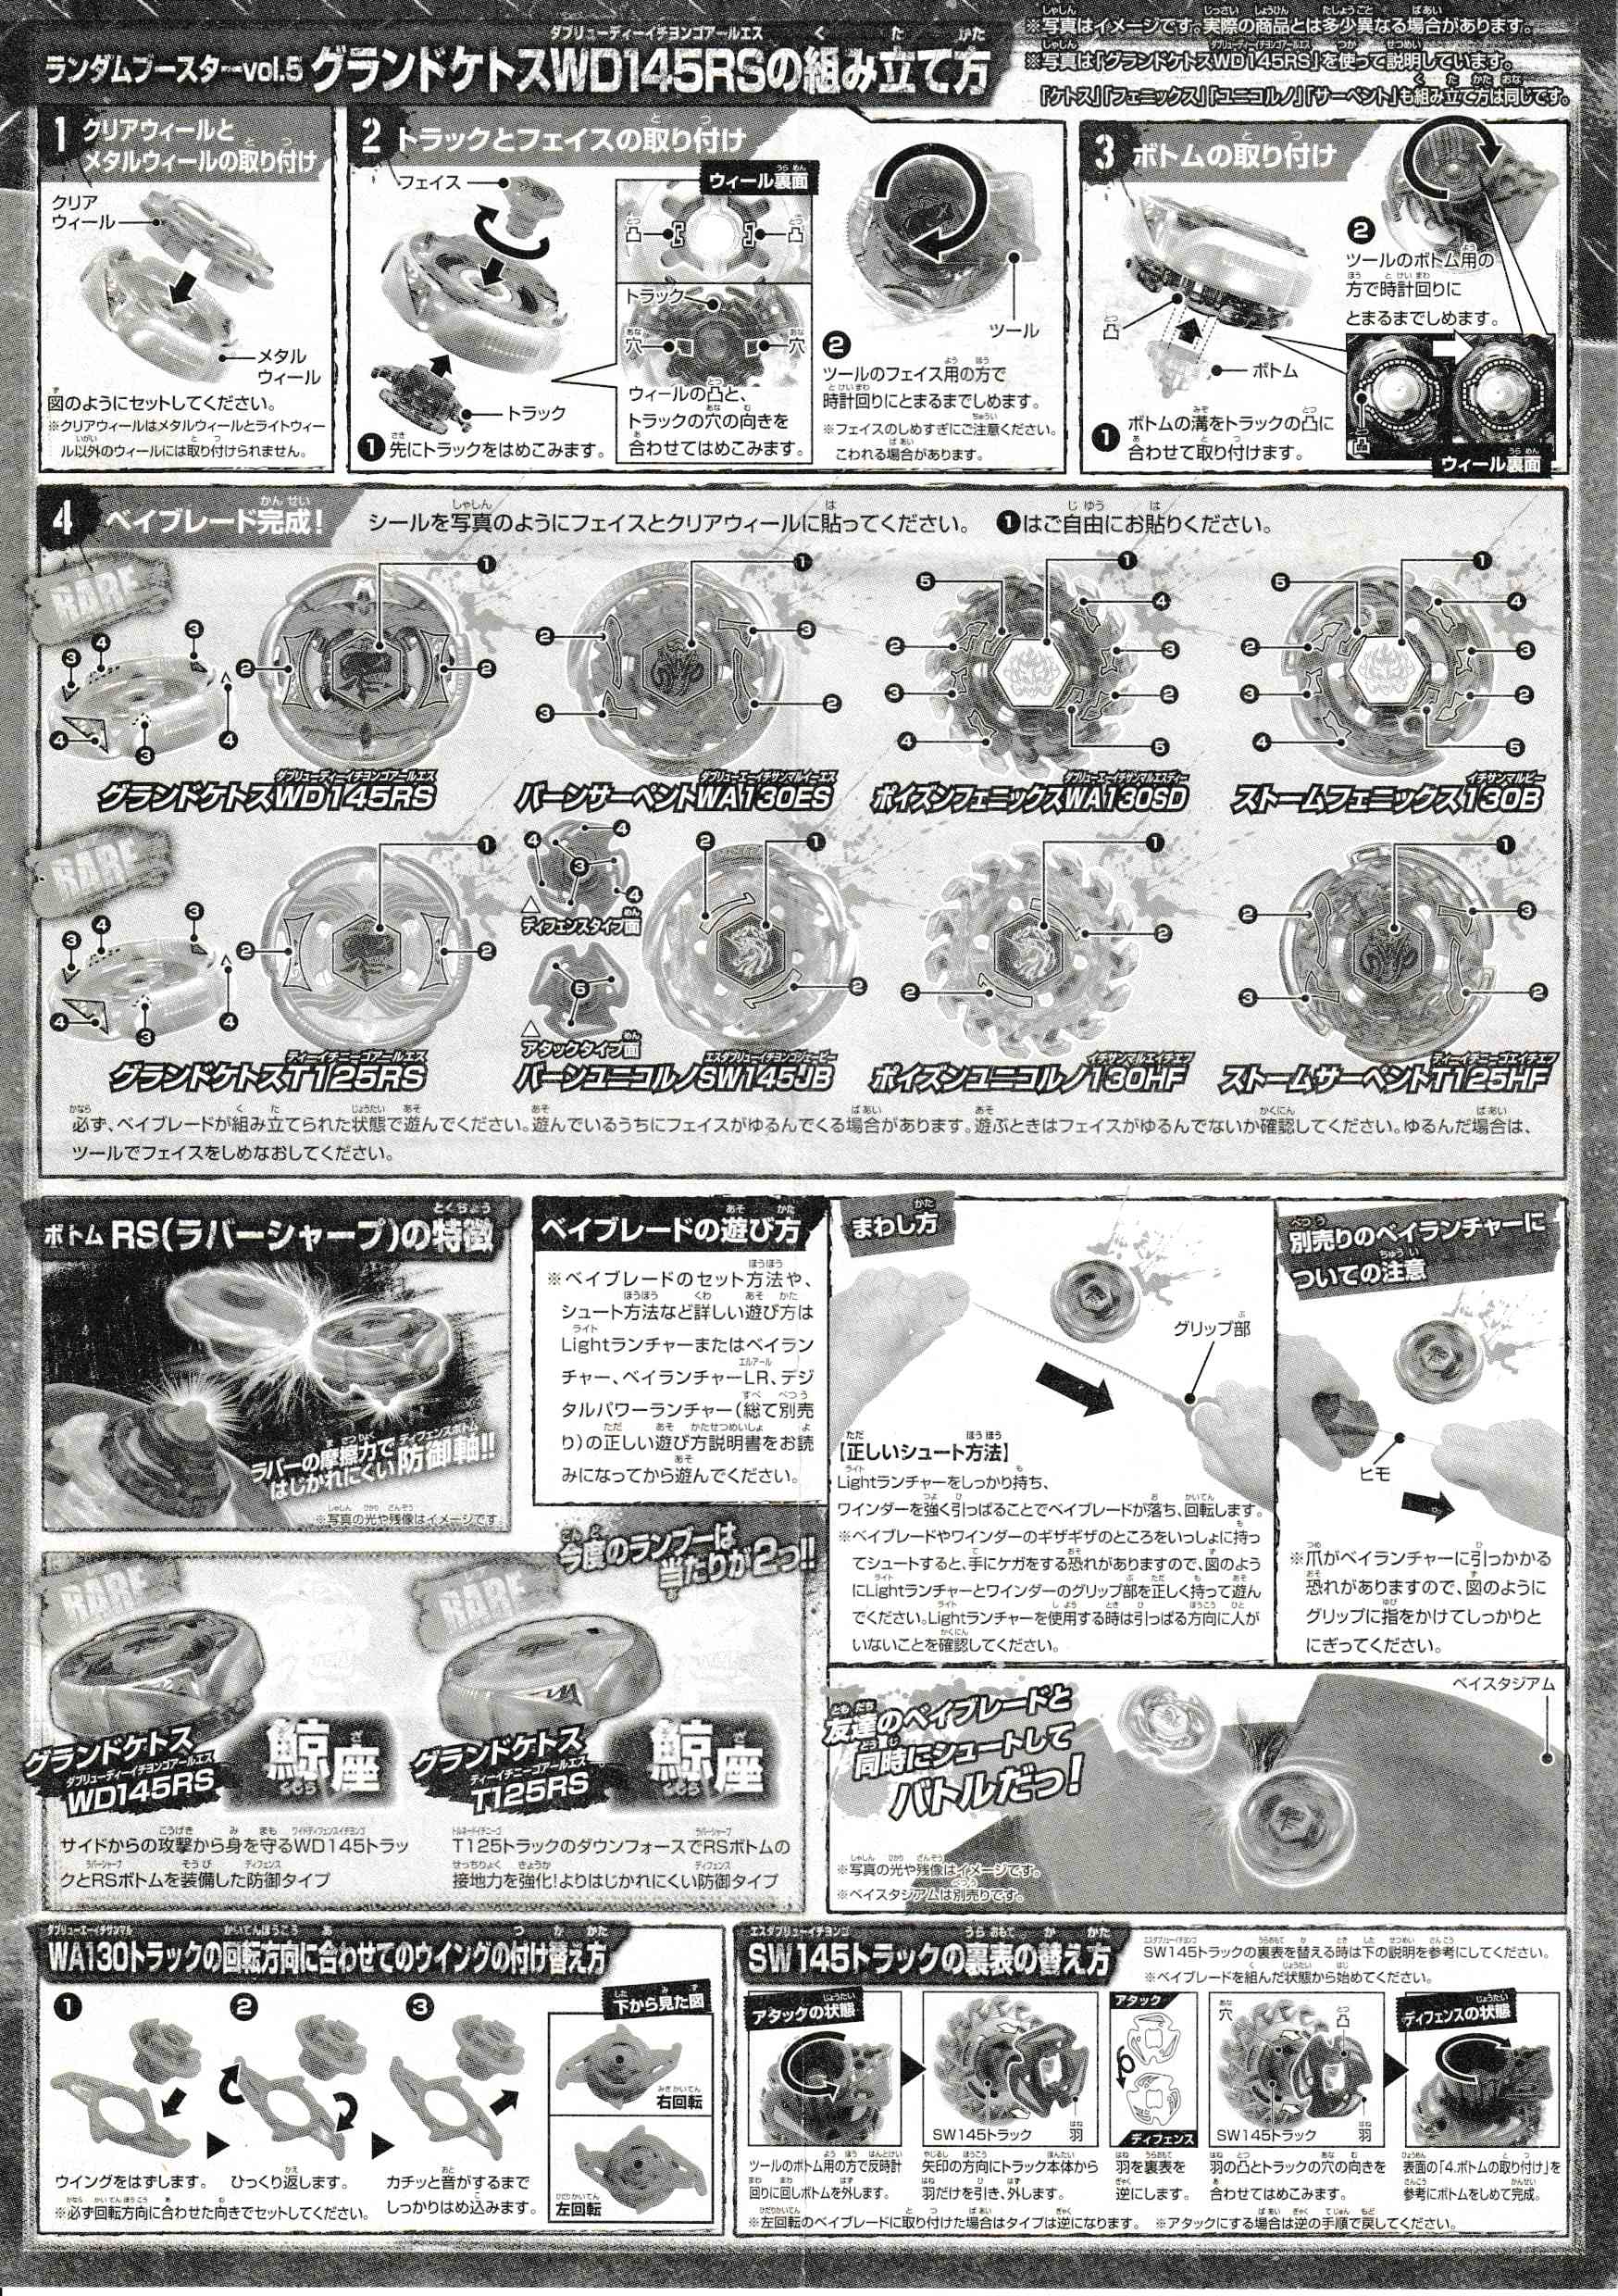 ランダムブースターvol.5 グランドケトスWD145RSの組み立て方
※写真はイメージです。実際の商品とは多少異なる場合があります。
※写真は「グランドケトスWD145RS」を使って説明しています。
「ケトス」「フェニックス」「ユニコルノ」「サーペント」も組み立て方は同じです。
1 クリアウィールと
メタルウィールの取り付け
クリア
ウィール
メタル
ウィール
図のようにセットしてください。
※クリアウィールはメタルウィールとライトウィー
ル以外のウィールには取り付けられません。
2 トラックとフェイスの取り付け
フェイス
トラック
❶先にトラックをはめこみます。
ウィール裏面
凸 凸
トラック
穴 穴
ウィールの凸と、
トラックの穴の向きを
合わせてはめこみます。
ツール
❷
ツールのフェイス用の方で
時計回りにとまるまでしめます。
※フェイスのしめすぎにご注意ください。
こわれる場合があります。
3 ボトムの取り付け
凸
ボトム
❶ボトムの溝をトラックの凸に
合わせて取り付けます。
❷
ツールのボトム用の
方で時計回りに
とまるまでしめます。
凸
ウィール裏面
4 ベイブレード完成！
シールを写真のようにフェイスとクリアウィールに貼ってください。 ❶はご自由にお貼りください。
RARE
グランドケトスWD145RS
バーンサーペントWA130ES
ポイズンフェニックスWA130SD
ストームフェニックス130B
RARE
ディフェンスタイプ面
アタックタイプ面
グランドケトスT125RS
バーンユニコルノSW145JB
ポイズンユニコルノ130HF
ストームサーペントT125HF
必ず、ベイブレードが組み立てられた状態で遊んでください。遊んでいるうちにフェイスがゆるんでくる場合があります。遊ぶときはフェイスがゆるんでないか確認してください。ゆるんだ場合は、
ツールでフェイスをしめなおしてください。
ボトム RS(ラバーシャープ)の特徴
ラバーの摩擦力で
はじかれにくい防御軸!!
※写真の光や残像はイメージです
ベイブレードの遊び方
※ベイブレードのセット方法や、
シュート方法など詳しい遊び方は
Lightランチャーまたはベイラン
チャー、ベイランチャーLR、デジ
タルパワーランチャー(総て別売
り)の正しい遊び方説明書をお読
みになってから遊んでください。
まわし方
グリップ部
【正しいシュート方法】
Lightランチャーをしっかり持ち、
ワインダーを強く引っぱることでベイブレードが落ち、回転します。
※ベイブレードやワインダーのギザギザのところをいっしょに持っ
てシュートすると、手にケガをする恐れがありますので、図のよう
にLightランチャーとワインダーのグリップ部を正しく持って遊ん
でください。Lightランチャーを使用する時は引っぱる方向に人が
いないことを確認してください。
別売りのベイランチャーに
ついての注意
ヒモ
※爪がベイランチャーに引っかかる
恐れがありますので、図のように
グリップに指をかけてしっかりと
にぎってください。
今度のランブーは
当たりが2つ!!
RARE
グランドケトス
WD145RS
鯨座
サイドからの攻撃から身を守るWD145トラッ
クとRSボトムを装備した防御タイプ
RARE
グランドケトス
T125RS
鯨座
T125トラックのダウンフォースでRSボトムの
接地力を強化！よりはじかれにくい防御タイプ
友達のベイブレードと
同時にシュートして
バトルだっ！
ベイスタジアム
※写真の光や残像はイメージです。
※ベイスタジアムは別売りです。
WA130トラックの回転方向に合わせてのウイングの付け替え方
❶ ❷ ❸
ウイングをはずします。 ひっくり返します。 カチッと音がするまで
しっかりはめ込みます。
※必ず回転方向に合わせた向きでセットしてください。
下から見た図
右回転
左回転
SW145トラックの裏表の替え方
SW145トラックの裏表を替える時は下の説明を参考にしてください。
※ベイブレードを組んだ状態から始めてください。
アタックの状態
ツールのボトム用の方で反時計
回りに回しボトムを外します。
SW145トラック 羽
矢印の方向にトラック本体から
羽だけを引き、外します。
アタック
ディフェンス
羽を裏表を
逆にします。
穴 凸
SW145トラック 羽
羽の凸とトラックの穴の向きを
合わせてはめこみます。
ディフェンスの状態
表面の「4.ボトムの取り付け」を
参考にボトムをしめて完成。
※左回転のベイブレードに取り付けた場合はタイプは逆になります。 ※アタックにする場合は逆の手順で戻してください。